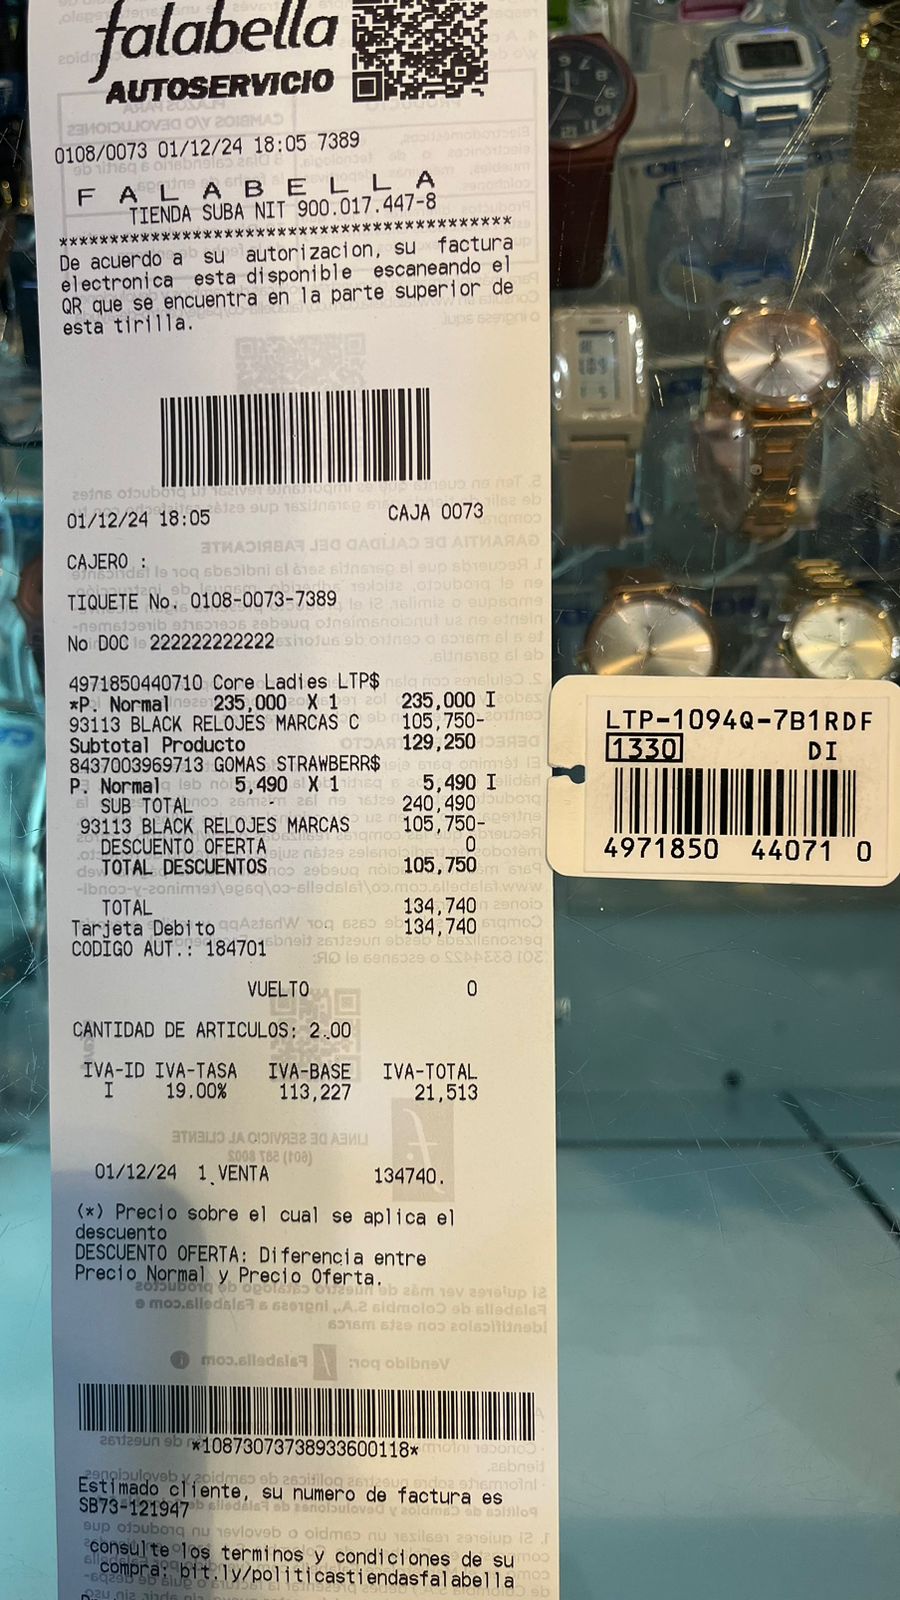 falabella
AUTOSERVICIO
0108/0073 01/12/24 18:05 7389
F A L A B E L L A
TIENDA SUBA NIT 900.017.447-8
********************************************
De acuerdo a su autorizacion, su factura
electronica esta disponible escaneando el
QR que se encuentra en la parte superior de
esta tirilla.
01/12/24 18:05 CAJA 0073
CAJERO :
TIQUETE No. 0108-0073-7389
No DOC 222222222222
4971850440710 Core Ladies LTP$
*P. Normal 235,000 X 1 235,000 I
93113 BLACK RELOJES MARCAS C 105,750-
Subtotal Producto 129,250
8437003969713 GOMAS STRAWBERR$
P. Normal 5,490 X 1 5,490 I
SUB TOTAL 240,490
93113 BLACK RELOJES MARCAS 105,750-
DESCUENTO OFERTA 0
TOTAL DESCUENTOS 105,750
TOTAL 134,740
Tarjeta Debito 134,740
CODIGO AUT.: 184701
VUELTO 0
CANTIDAD DE ARTICULOS: 2.00
IVA-ID IVA-TASA IVA-BASE IVA-TOTAL
I 19.00% 113,227 21,513
01/12/24 1 VENTA 134740.
(*) Precio sobre el cual se aplica el
descuento
DESCUENTO OFERTA: Diferencia entre
Precio Normal y Precio Oferta.
*10873073738933600118*
Estimado cliente, su numero de factura es
SB73-121947
consulte los terminos y condiciones de su
compra: bit.ly/politicastiendasfalabella
LTP-1094Q-7B1RDF
1330 DI
4971850 44071 0